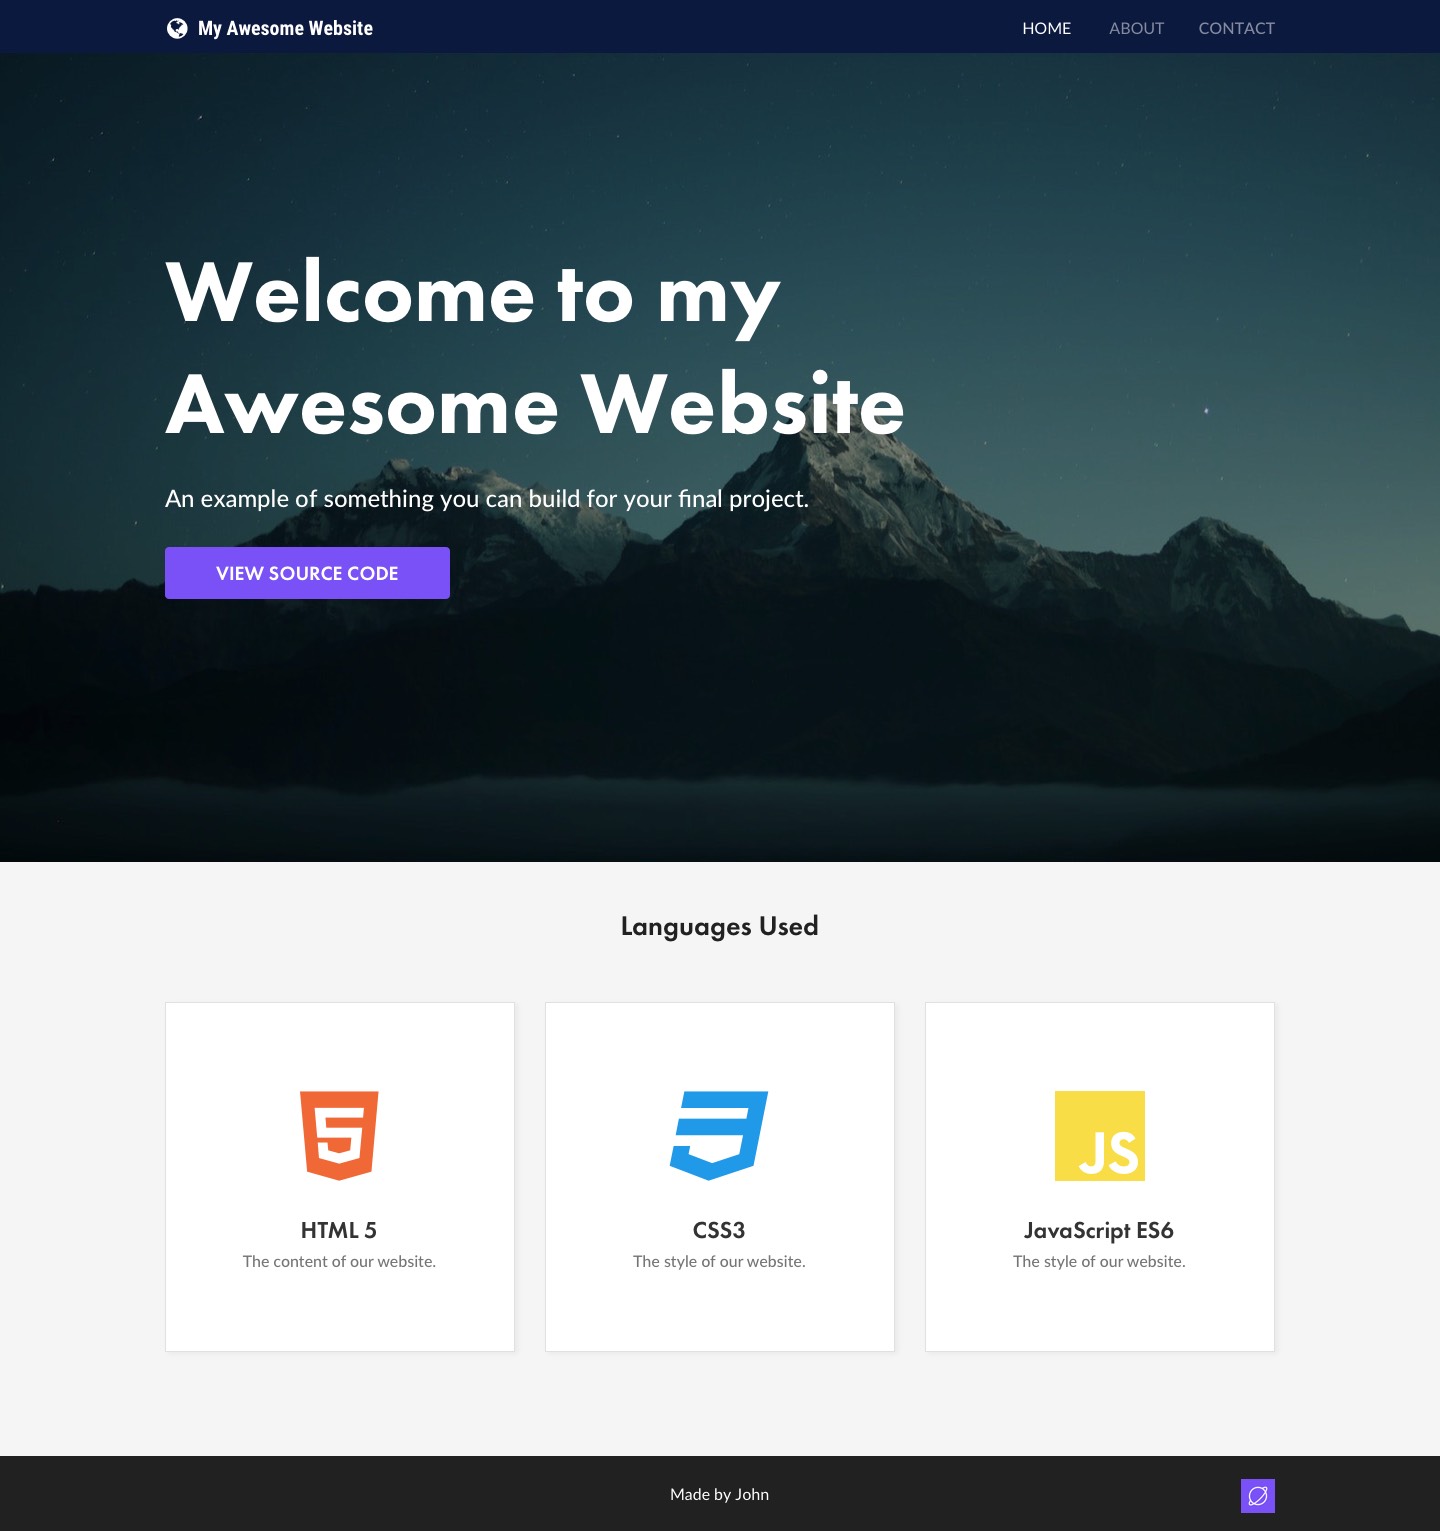 My Awesome Website
HOME ABOUT CONTACT
Welcome to my
Awesome Website
An example of something you can build for your final project.
VIEW SOURCE CODE
Languages Used
JS
HTML 5
The content of our website.
CSS3
The style of our website.
JavaScript ES6
The style of our website.
Made by John